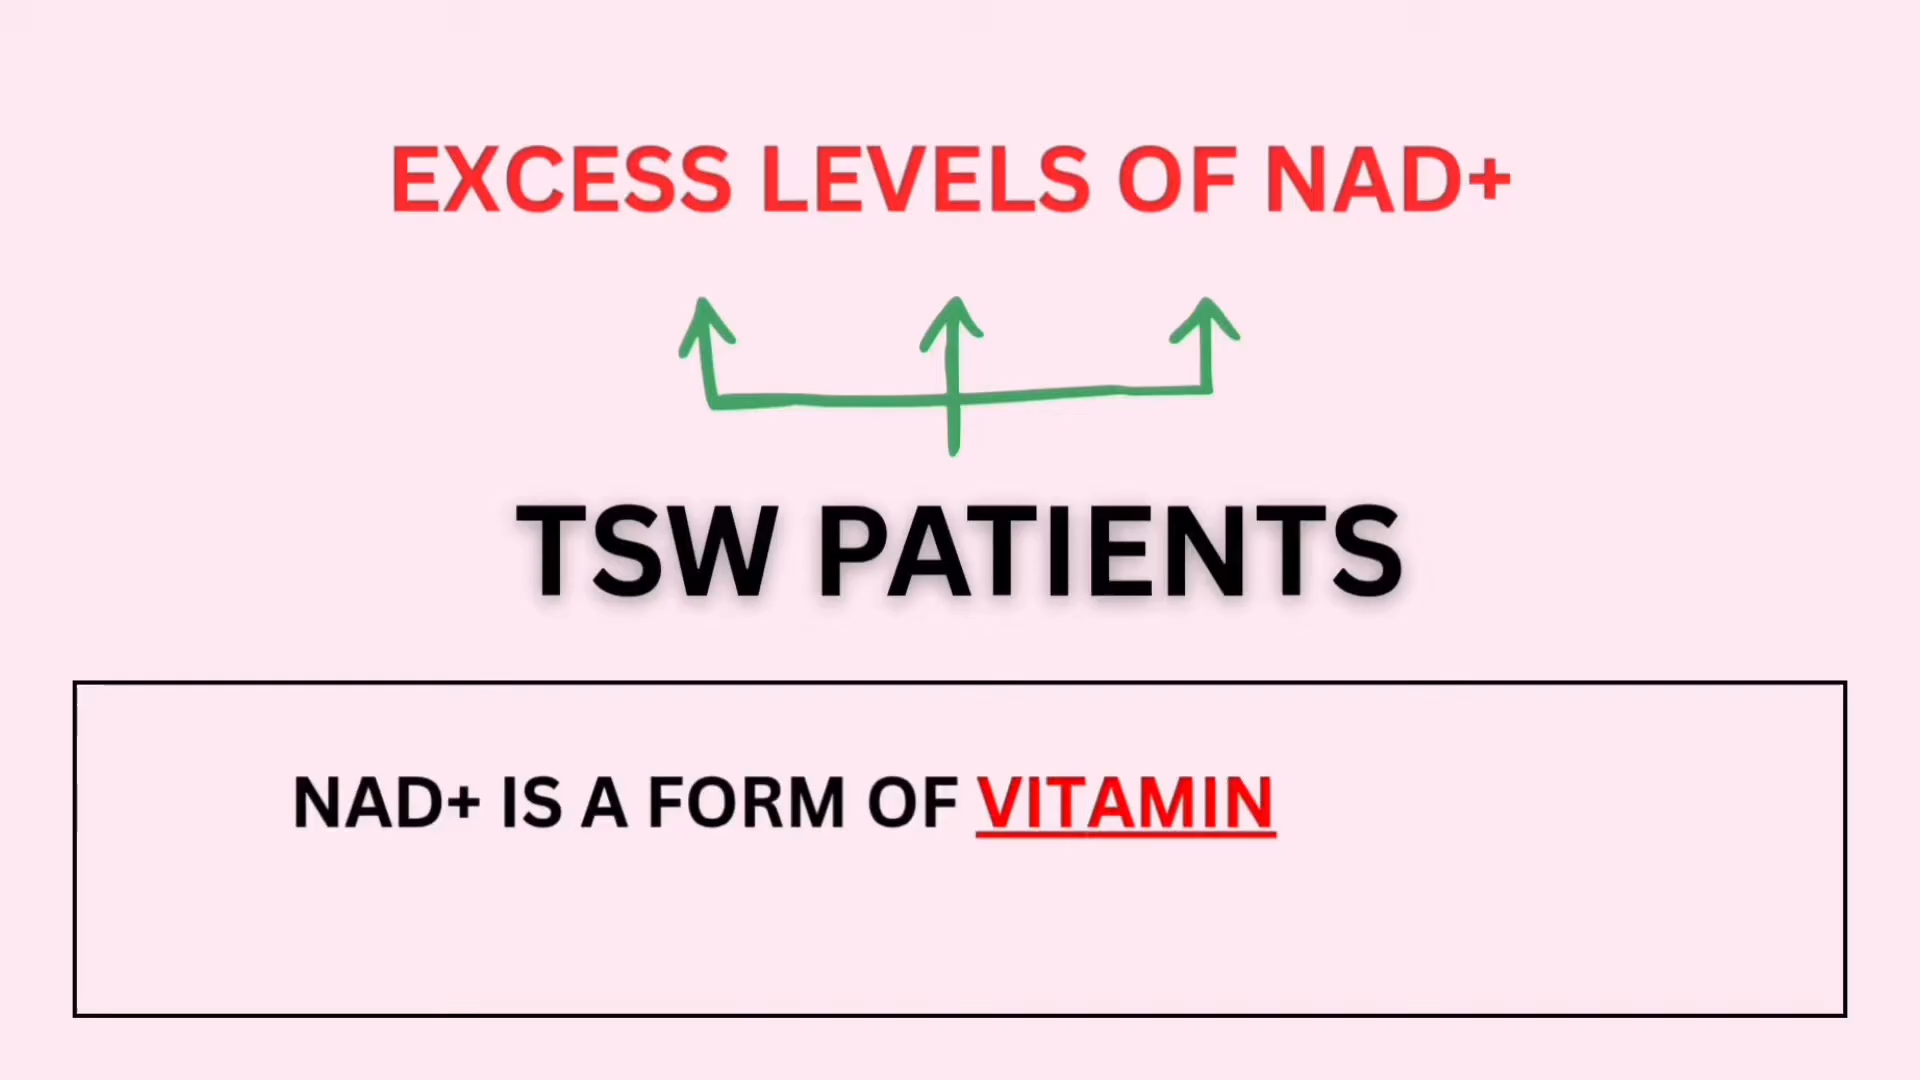 EXCESS LEVELS OF NAD+
TSW PATIENTS
NAD+ IS A FORM OF VITAMIN